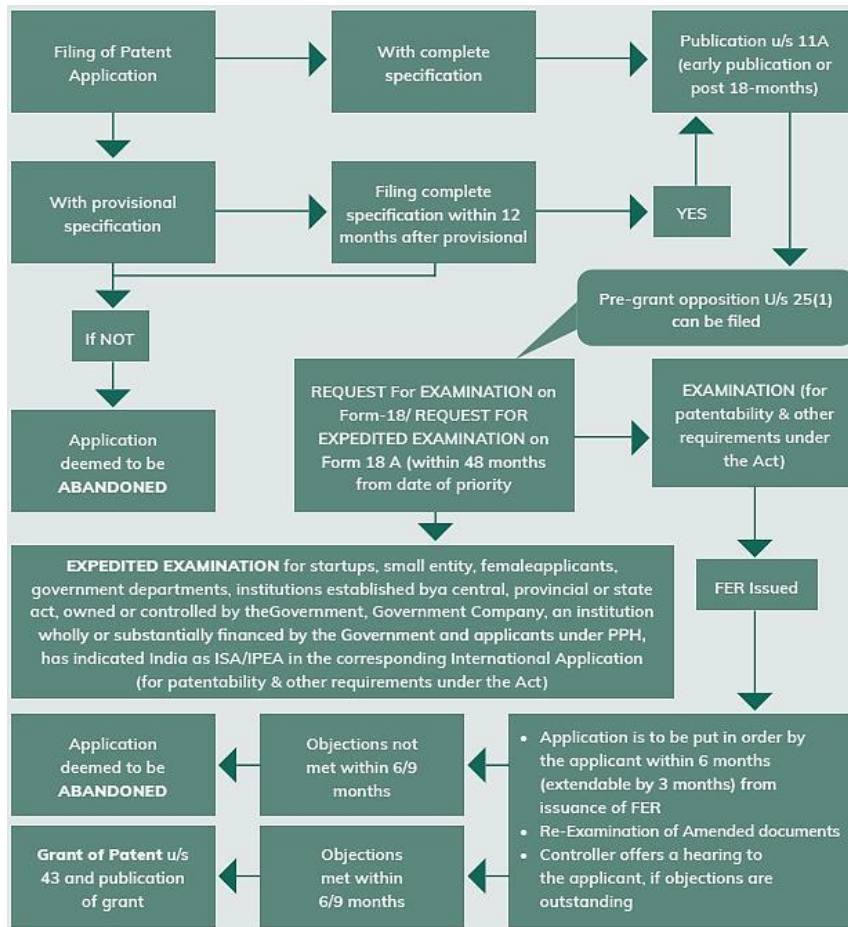 Filing of Patent
Application
With complete
specification
Publication u/s 11A
(early publication or
post 18-months)
With provisional
specification
Filing complete
specification within 12
months after provisional
YES
If NOT
Pre-grant opposition U/s 25(1)
can be filed
Application
deemed to be
ABANDONED
REQUEST For EXAMINATION on
Form-18/ REQUEST FOR
EXPEDITED EXAMINATION on
Form 18 A (within 48 months
from date of priority
EXAMINATION (for
patentability & other
requirements under
the Act)
EXPEDITED EXAMINATION for startups, small entity, femaleapplicants,
government departments, institutions established bya central, provincial or state
act, owned or controlled by theGovernment, Government Company, an institution
wholly or substantially financed by the Government and applicants under PPH,
has indicated India as ISA/IPEA in the corresponding International Application
(for patentability & other requirements under the Act)
FER Issued
Application
deemed to be
ABANDONED
Objections not
met within 6/9
months
• Application is to be put in order by
the applicant within 6 months
(extendable by 3 months) from
issuance of FER
• Re-Examination of Amended documents
• Controller offers a hearing to
the applicant, if objections are
outstanding
Grant of Patent u/s
43 and publication
of grant
Objections
met within
6/9 months